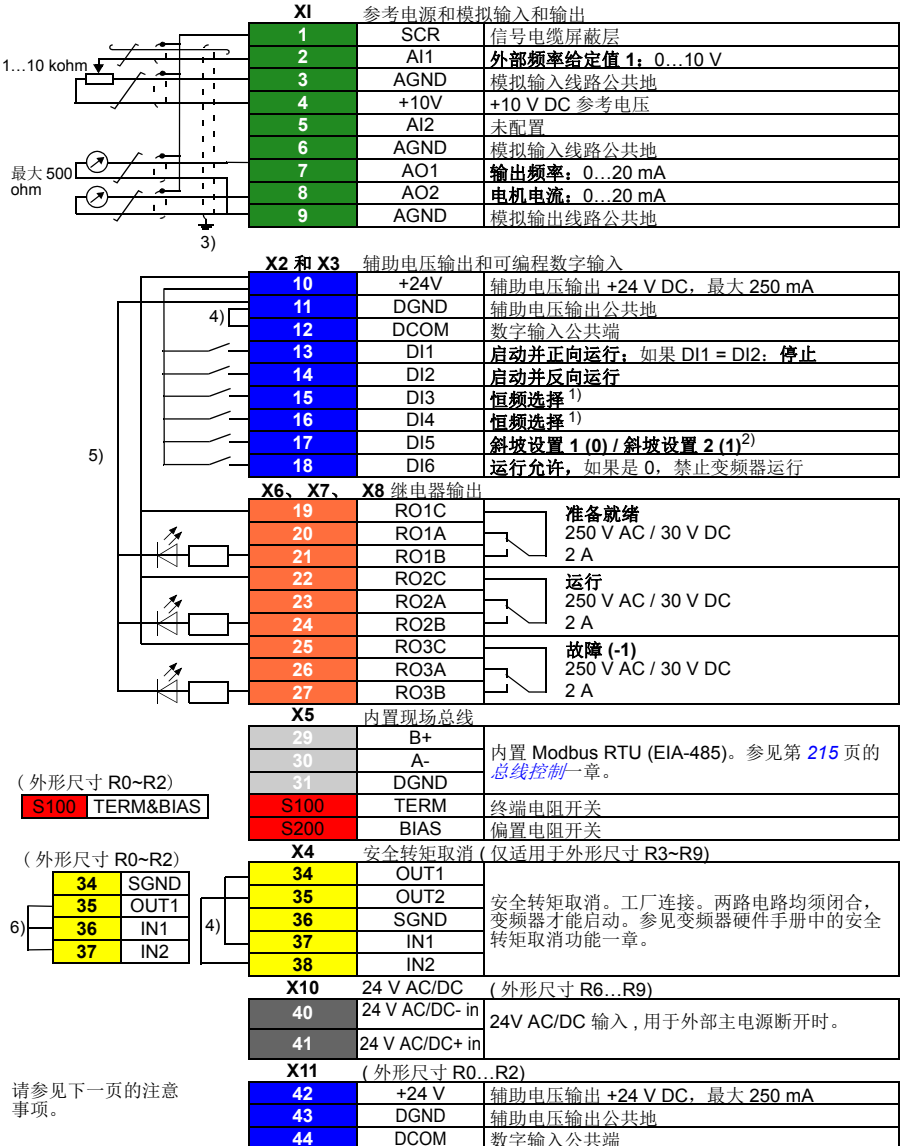 XI 参考电源和模拟输入和输出
1 SCR 信号电缆屏蔽层
1…10 kohm
2 AI1 外部频率给定值 1：0…10 V
3 AGND 模拟输入线路公共地
4 +10V +10 V DC 参考电压
5 AI2 未配置
6 AGND 模拟输入线路公共地
最大 500
ohm
7 AO1 输出频率：0…20 mA
8 AO2 电机电流：0…20 mA
9 AGND 模拟输出线路公共地
3)
X2 和 X3 辅助电压输出和可编程数字输入
10 +24V 辅助电压输出 +24 V DC，最大 250 mA
4)
11 DGND 辅助电压输出公共地
12 DCOM 数字输入公共端
13 DI1 启动并正向运行；如果 DI1 = DI2：停止
14 DI2 启动并反向运行
15 DI3 恒频选择 1)
16 DI4 恒频选择 1)
5)
17 DI5 斜坡设置 1 (0) / 斜坡设置 2 (1)2)
18 DI6 运行允许，如果是 0，禁止变频器运行
X6、 X7、 X8 继电器输出
19 RO1C 准备就绪
20 RO1A 250 V AC / 30 V DC
21 RO1B 2 A
22 RO2C 运行
23 RO2A 250 V AC / 30 V DC
24 RO2B 2 A
25 RO3C 故障 (-1)
26 RO3A 250 V AC / 30 V DC
27 RO3B 2 A
X5 内置现场总线
29 B+
30 A-
31 DGND
内置 Modbus RTU (EIA-485)。参见第 215 页的
总线控制一章。
（外形尺寸 R0~R2）
S100 TERM&BIAS
S100 TERM 终端电阻开关
S200 BIAS 偏置电阻开关
X4 安全转矩取消 ( 仅适用于外形尺寸 R3~R9)
（外形尺寸 R0~R2）
34 SGND
35 OUT1
36 IN1
37 IN2
6)
4)
34 OUT1
35 OUT2
36 SGND
37 IN1
38 IN2
安全转矩取消。工厂连接。两路电路均须闭合，
变频器才能启动。参见变频器硬件手册中的安全
转矩取消功能一章。
X10 24 V AC/DC ( 外形尺寸 R6…R9)
40 24 V AC/DC- in
41 24 V AC/DC+ in
24V AC/DC 输入 , 用于外部主电源断开时。
X11 ( 外形尺寸 R0…R2)
请参见下一页的注意
事项。
42 +24 V 辅助电压输出 +24 V DC，最大 250 mA
43 DGND 辅助电压输出公共地
44 DCOM 数字输入公共端